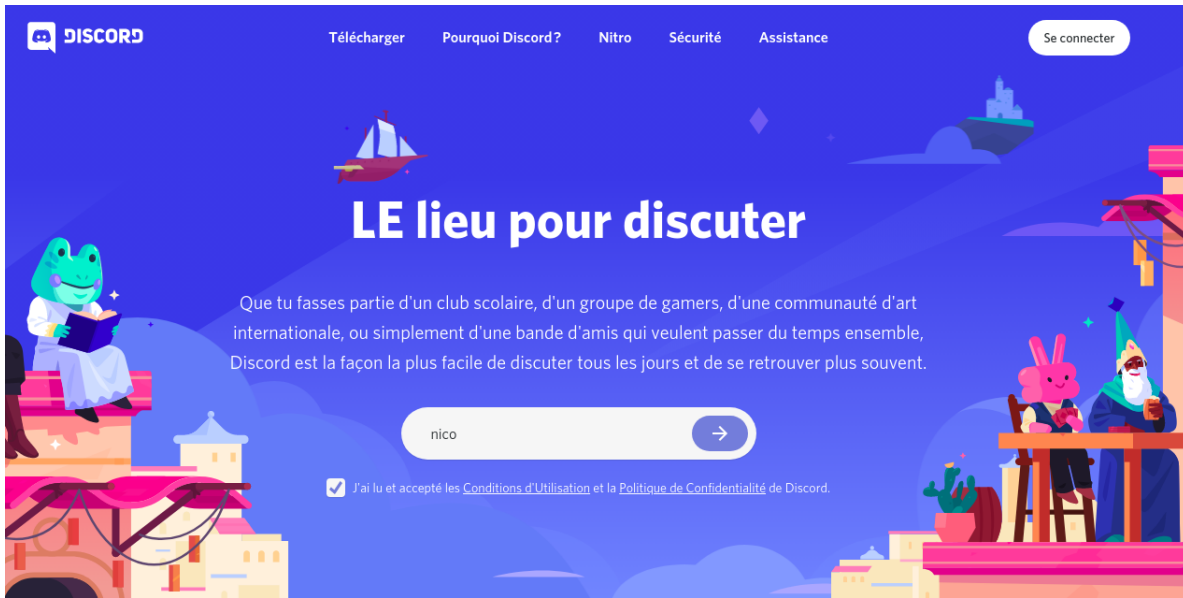 DISCORD
Télécharger
Pourquoi Discord ?
Nitro
Sécurité
Assistance
Se connecter
LE lieu pour discuter
Que tu fasses partie d'un club scolaire, d'un groupe de gamers, d'une communauté d'art
internationale, ou simplement d'une bande d'amis qui veulent passer du temps ensemble,
Discord est la façon la plus facile de discuter tous les jours et de se retrouver plus souvent.
nico
J'ai lu et accepté les Conditions d'Utilisation et la Politique de Confidentialité de Discord.